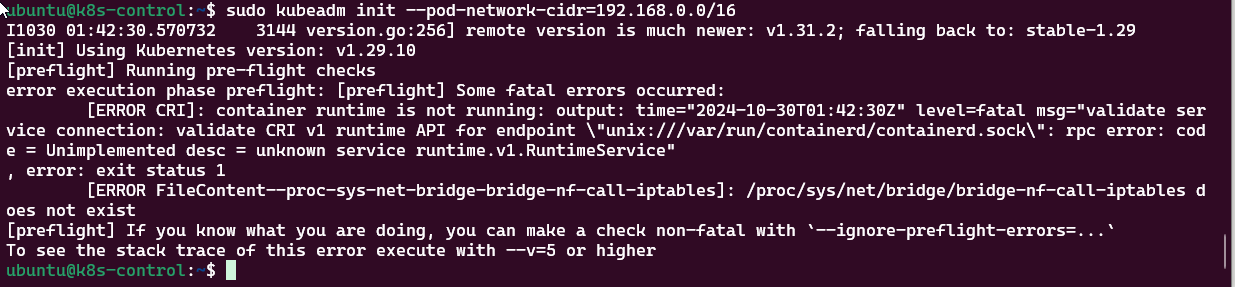 ubuntu@k8s-control:~$ sudo kubeadm init --pod-network-cidr=192.168.0.0/16
I1030 01:42:30.570732    3144 version.go:256] remote version is much newer: v1.31.2; falling back to: stable-1.29
[init] Using Kubernetes version: v1.29.10
[preflight] Running pre-flight checks
error execution phase preflight: [preflight] Some fatal errors occurred:
        [ERROR CRI]: container runtime is not running: output: time="2024-10-30T01:42:30Z" level=fatal msg="validate ser
vice connection: validate CRI v1 runtime API for endpoint \"unix:///var/run/containerd/containerd.sock\": rpc error: cod
e = Unimplemented desc = unknown service runtime.v1.RuntimeService"
, error: exit status 1
        [ERROR FileContent--proc-sys-net-bridge-bridge-nf-call-iptables]: /proc/sys/net/bridge/bridge-nf-call-iptables d
oes not exist
[preflight] If you know what you are doing, you can make a check non-fatal with `--ignore-preflight-errors=...`
To see the stack trace of this error execute with --v=5 or higher
ubuntu@k8s-control:~$